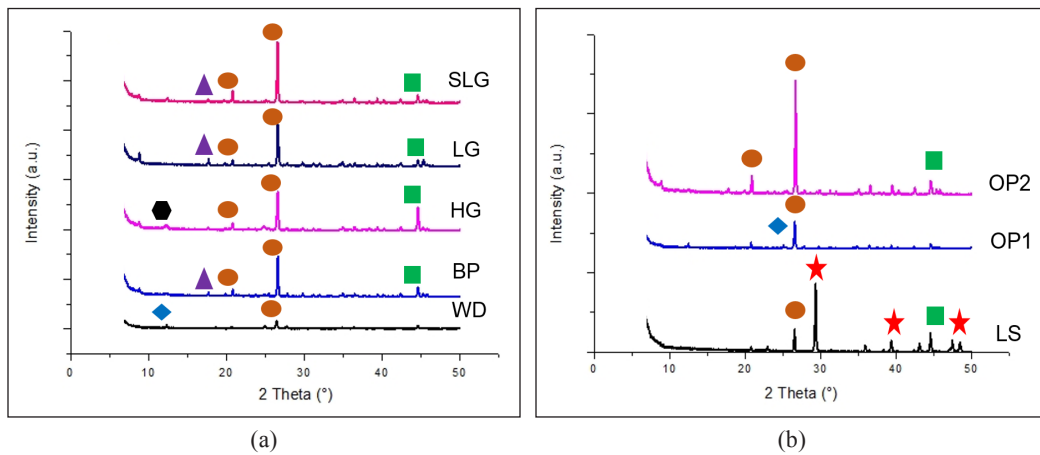 SLG
LG
HG
BP
WD
Intensity (a.u.)
0 10 20 30 40 50
2 Theta (°)
(a)
OP2
OP1
LS
Intensity (a.u.)
0 10 20 30 40 50
2 Theta (°)
(b)